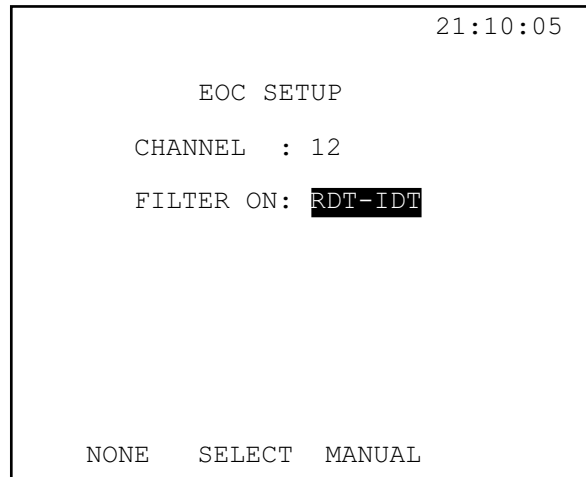 21:10:05
EOC SETUP
CHANNEL : 12
FILTER ON: RDT-IDT
NONE SELECT MANUAL